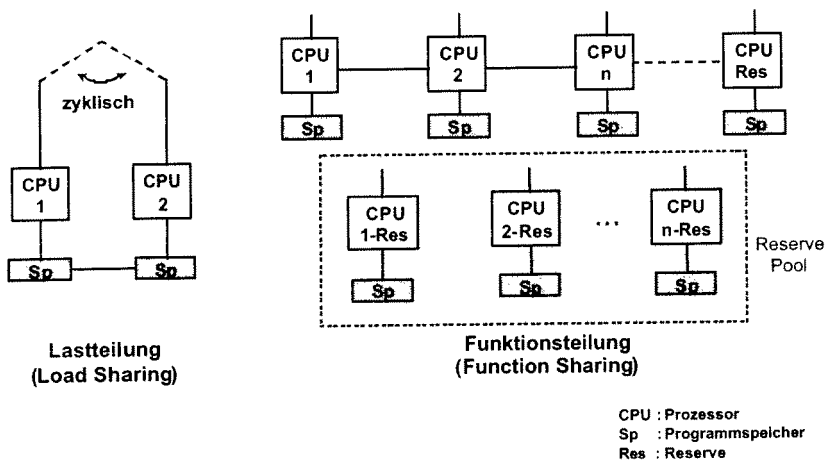 zyklisch
CPU
1
CPU
2
Sp
Sp
Lastteilung
(Load Sharing)
CPU
1
CPU
2
CPU
n
CPU
Res
Sp
Sp
Sp
Sp
CPU
1-Res
CPU
2-Res
...
CPU
n-Res
Sp
Sp
Sp
Reserve
Pool
Funktionsteilung
(Function Sharing)
CPU : Prozessor
Sp : Programmspeicher
Res : Reserve